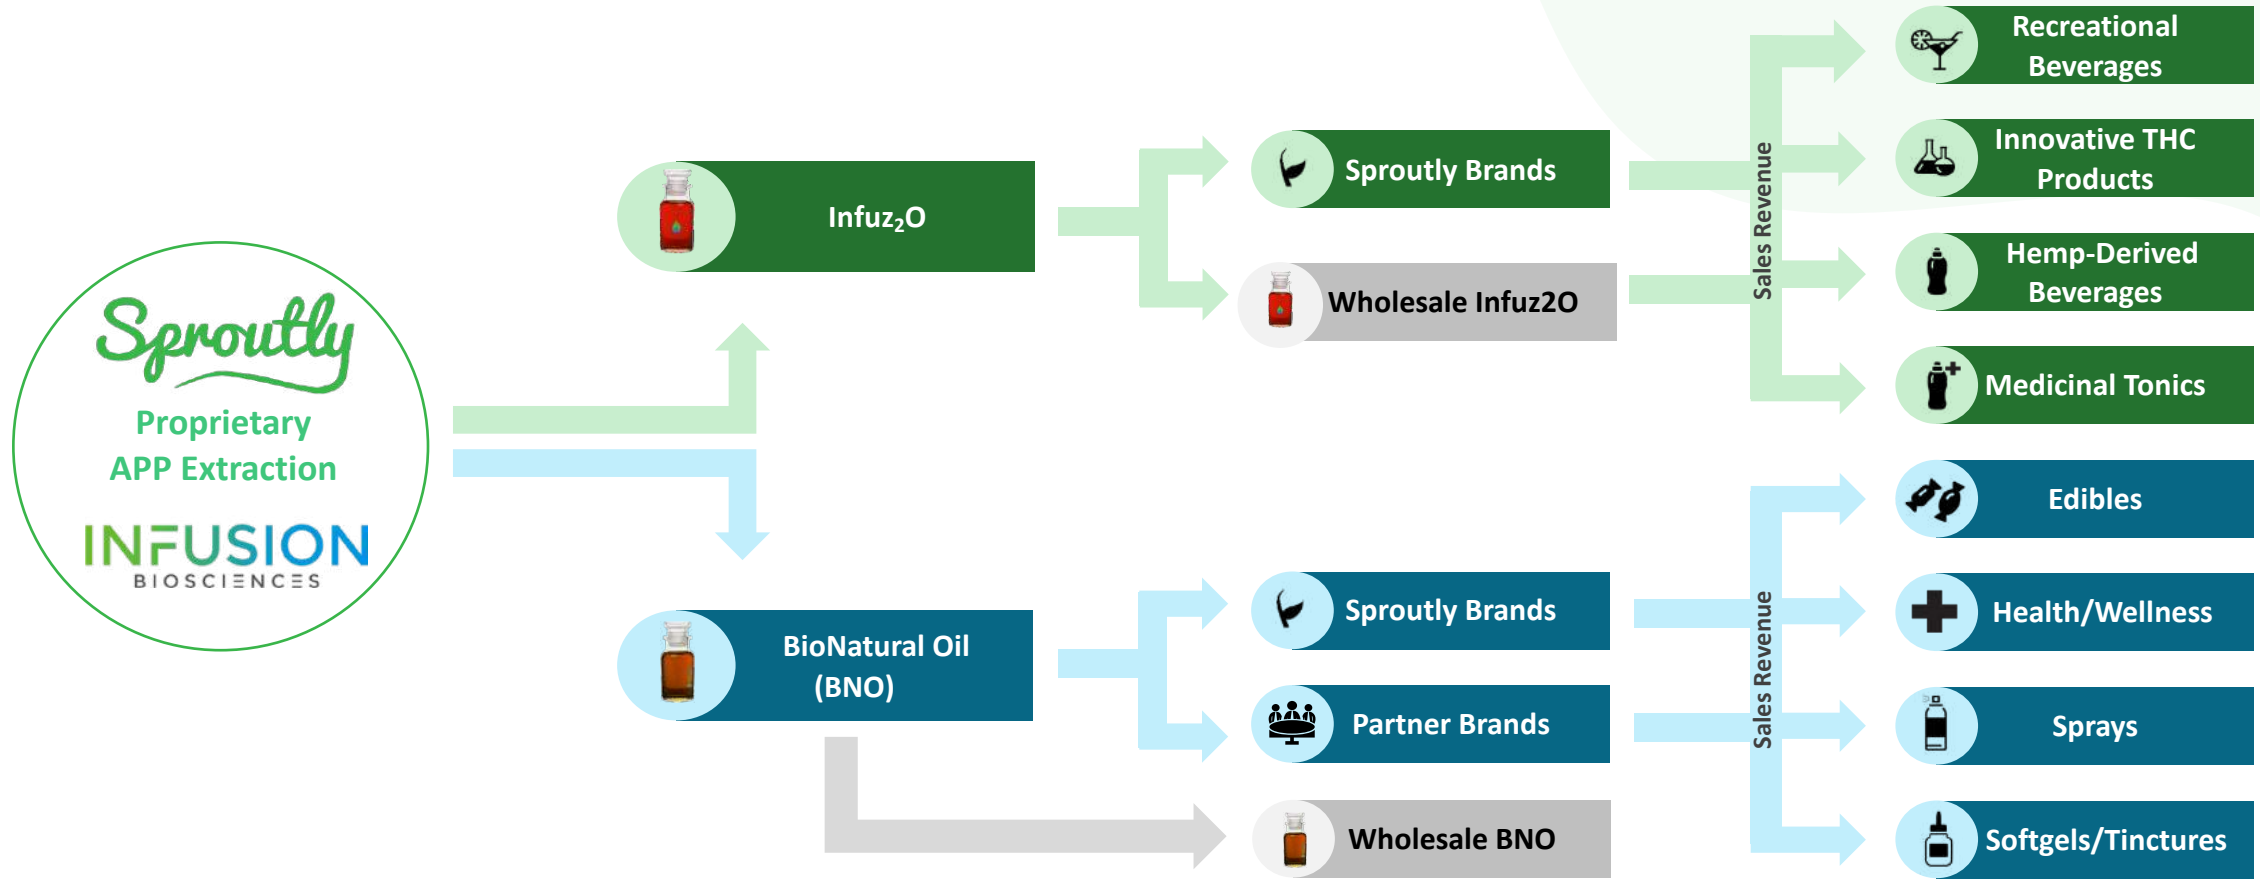 Sproutly
Proprietary
APP Extraction
INFUSION
BIOSCIENCES
Infuz₂O
BioNatural Oil
(BNO)
Sproutly Brands
Wholesale Infuz2O
Sproutly Brands
Partner Brands
Wholesale BNO
Sales Revenue
Sales Revenue
Recreational
Beverages
Innovative THC
Products
Hemp-Derived
Beverages
Medicinal Tonics
Edibles
Health/Wellness
Sprays
Softgels/Tinctures